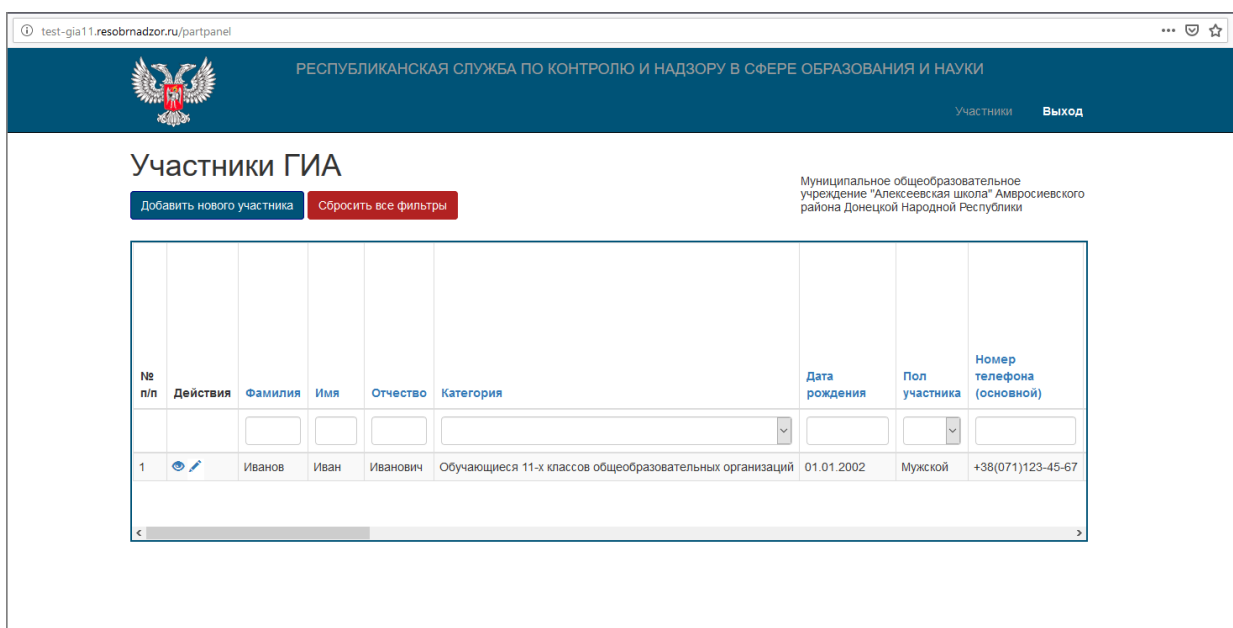 test-gia11.resobrnadzor.ru/partpanel
РЕСПУБЛИКАНСКАЯ СЛУЖБА ПО КОНТРОЛЮ И НАДЗОРУ В СФЕРЕ ОБРАЗОВАНИЯ И НАУКИ
Участники Выход
Участники ГИА
Добавить нового участника Сбросить все фильтры
Муниципальное общеобразовательное
учреждение "Алексеевская школа" Амвросиевского
района Донецкой Народной Республики
№ п/п Действия Фамилия Имя Отчество Категория Дата рождения Пол участника Номер телефона (основной)
1 Иванов Иван Иванович Обучающиеся 11-х классов общеобразовательных организаций 01.01.2002 Мужской +38(071)123-45-67